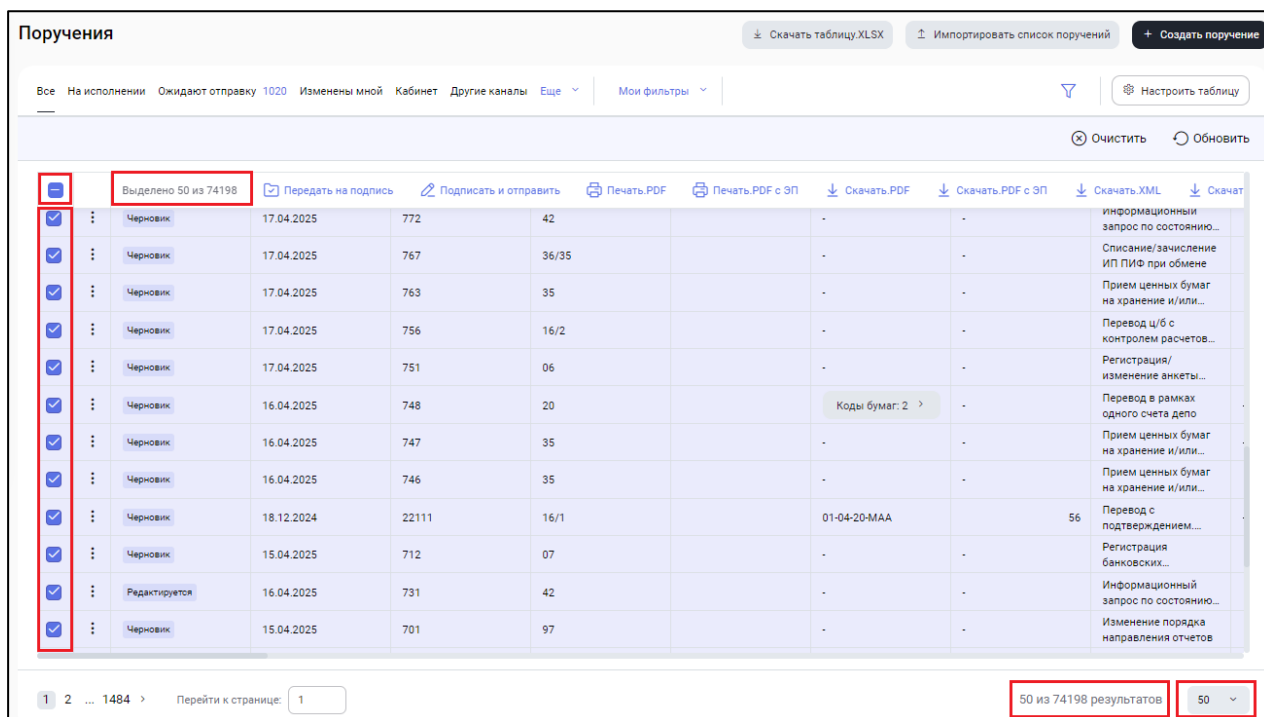 Поручения
Скачать таблицу.XLSX
Импортировать список поручений
+ Создать поручение
Все На исполнении Ожидают отправку 1020 Изменены мной Кабинет Другие каналы Еще Мои фильтры
Настроить таблицу
Очистить Обновить
Выделено 50 из 74198 Передать на подпись Подписать и отправить Печать.PDF Печать.PDF с ЭП Скачать.PDF Скачать.PDF с ЭП Скачать.XML Скачат
Черновик 17.04.2025 772 42 - - Информационный
запрос по состоянию...
Черновик 17.04.2025 767 36/35 - - Списание/зачисление
ИП ПИФ при обмене
Черновик 17.04.2025 763 35 - - Прием ценных бумаг
на хранение и/или...
Черновик 17.04.2025 756 16/2 - - Перевод ц/б с
контролем расчетов...
Черновик 17.04.2025 751 06 - - Регистрация/
изменение анкеты...
Черновик 16.04.2025 748 20 Коды бумаг: 2 - Перевод в рамках
одного счета депо
Черновик 16.04.2025 747 35 - - Прием ценных бумаг
на хранение и/или...
Черновик 16.04.2025 746 35 - - Прием ценных бумаг
на хранение и/или...
Черновик 18.12.2024 22111 16/1 01-04-20-МАА 56 Перевод с
подтверждением....
Черновик 15.04.2025 712 07 - - Регистрация
банковских...
Редактируется 16.04.2025 731 42 - - Информационный
запрос по состоянию...
Черновик 15.04.2025 701 97 - - Изменение порядка
направления отчетов
1 2 ... 1484 > Перейти к странице: 1 50 из 74198 результатов 50